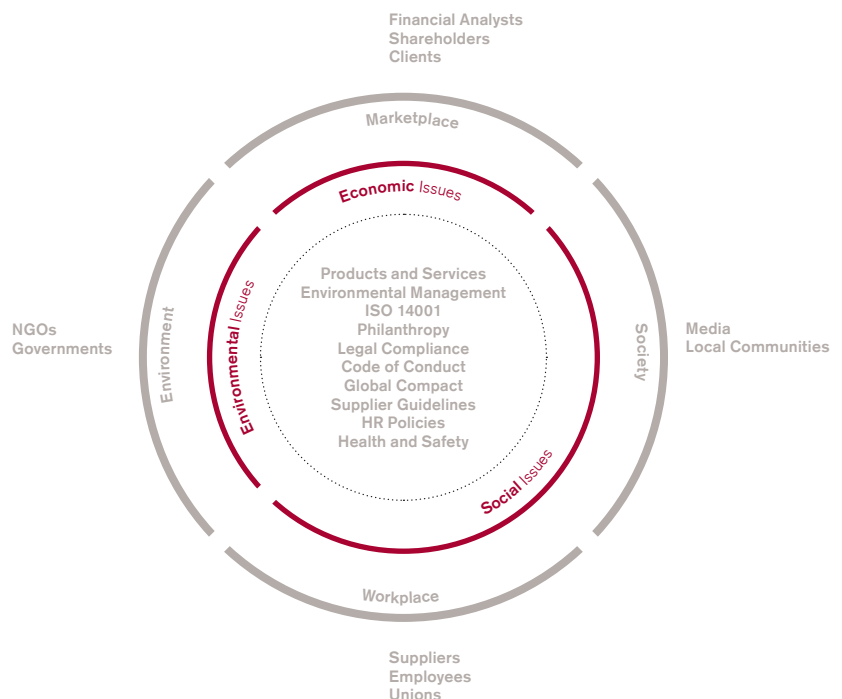 Financial Analysts
Shareholders
Clients
Marketplace
Economic Issues
Environmental Issues
Environment
NGOs
Governments
Products and Services
Environmental Management
ISO 14001
Philanthropy
Legal Compliance
Code of Conduct
Global Compact
Supplier Guidelines
HR Policies
Health and Safety
Society
Media
Local Communities
Social Issues
Workplace
Suppliers
Employees
Unions